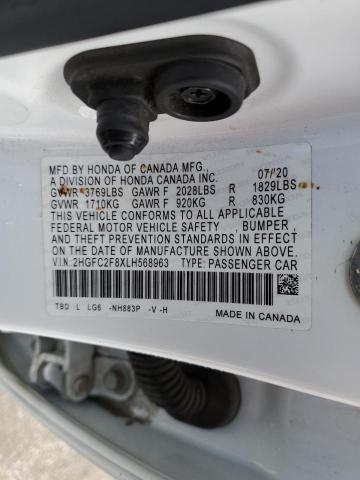 MFD. BY HONDA OF CANADA MFG.,
A DIVISION OF HONDA CANADA INC. 07/20
GVWR 3769LBS GAWR F 2028LBS R 1829LBS
GVWR 1710KG GAWR F 920KG R 830KG
THIS VEHICLE CONFORMS TO ALL APPLICABLE
FEDERAL MOTOR VEHICLE SAFETY , BUMPER ,
AND THEFT PREVENTION STANDARDS IN EFFECT
ON THE DATE OF MANUFACTURE SHOWN ABOVE.
V.I.N. 2HGFC2F8XLH568963 TYPE: PASSENGER CAR
TBD L LG6 -NH883P -V -H MADE IN CANADA